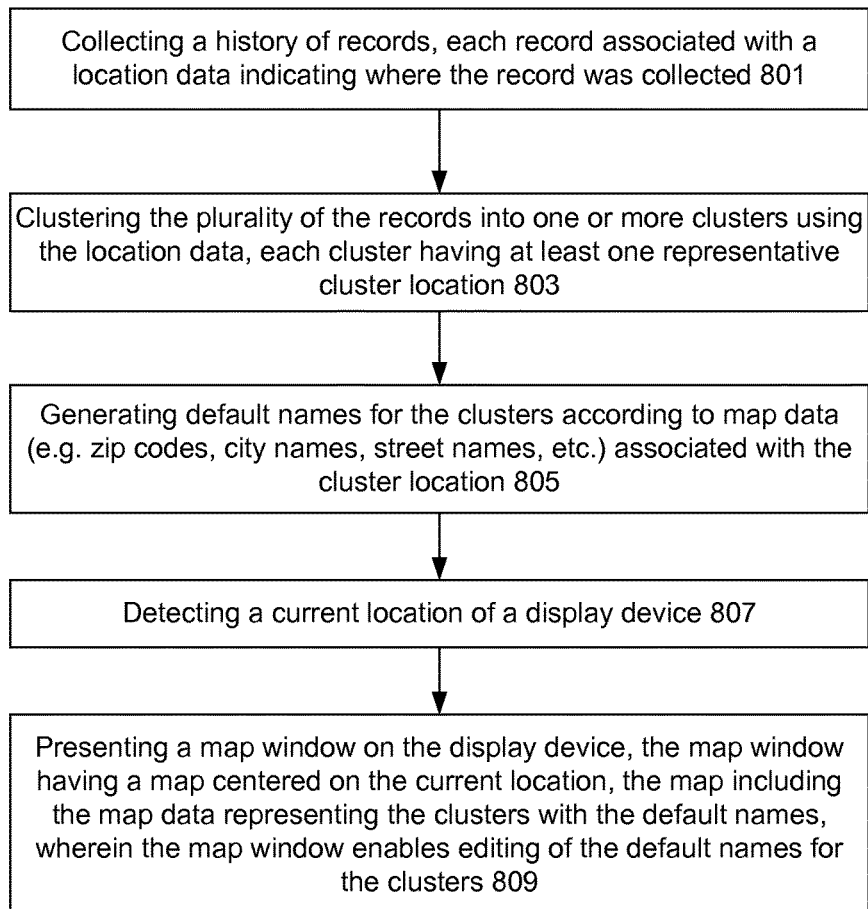 Collecting a history of records, each record associated with a
location data indicating where the record was collected 801
Clustering the plurality of the records into one or more clusters using
the location data, each cluster having at least one representative
cluster location 803
Generating default names for the clusters according to map data
(e.g. zip codes, city names, street names, etc.) associated with the
cluster location 805
Detecting a current location of a display device 807
Presenting a map window on the display device, the map window
having a map centered on the current location, the map including
the map data representing the clusters with the default names,
wherein the map window enables editing of the default names for
the clusters 809